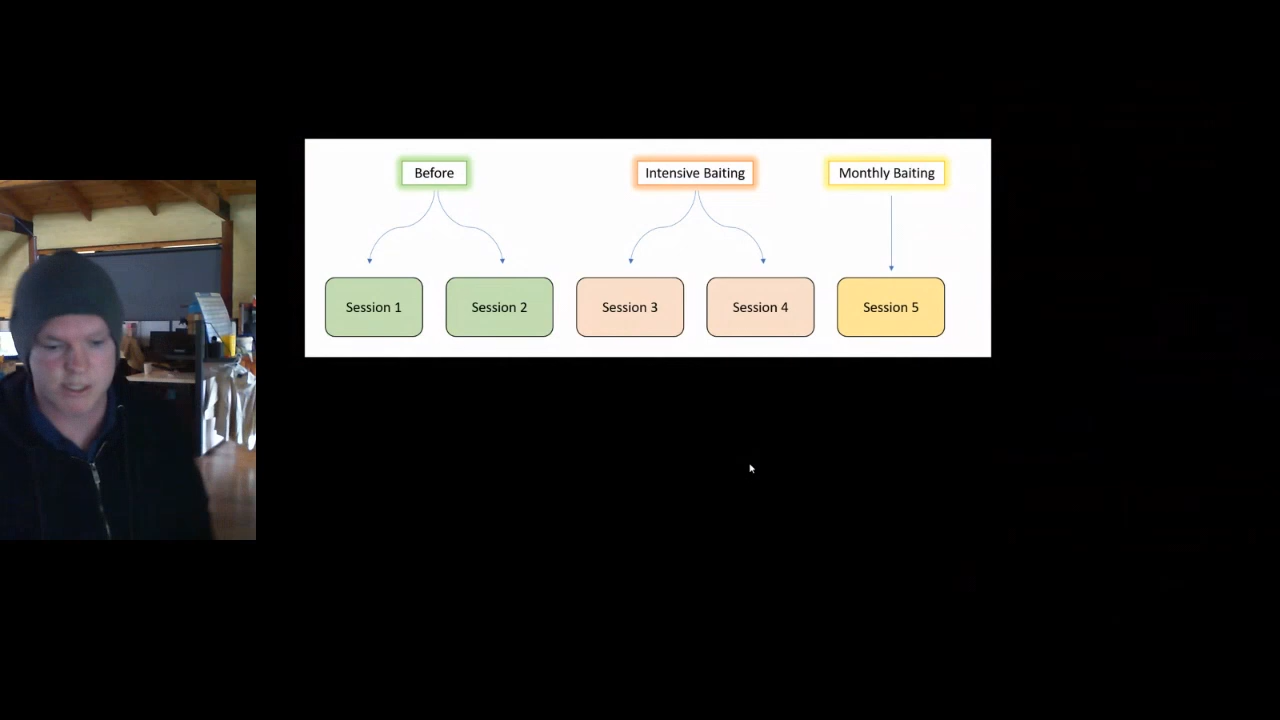 Before
Intensive Baiting
Monthly Baiting
Session 1
Session 2
Session 3
Session 4
Session 5